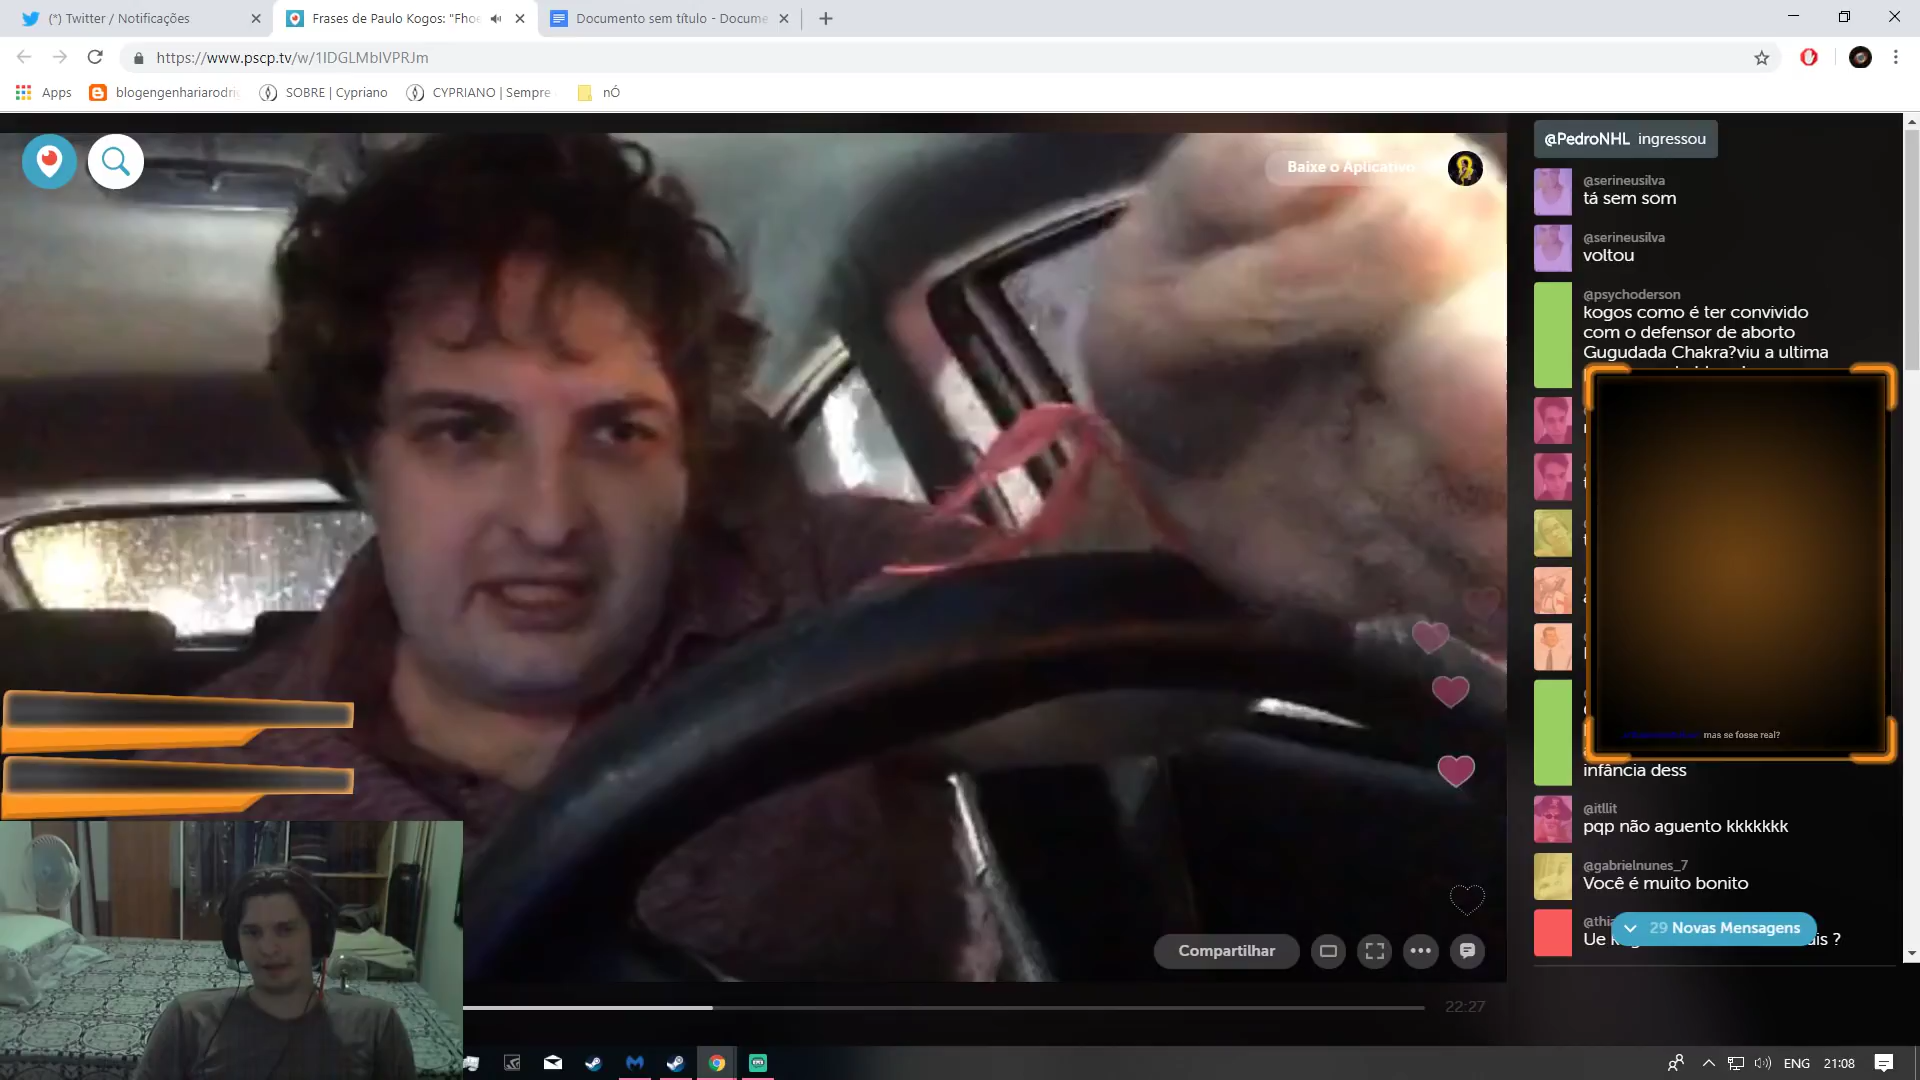 (*) Twitter / Notificações
Frases de Paulo Kogos: "Fhoe
Documento sem título - Docume
https://www.pscp.tv/w/1IDGLMbIVPRJm
Apps
blogengenhariarodri
SOBRE | Cypriano
CYPRIANO | Sempre
nÓ
Baixe o Aplicativo
@PedroNHL ingressou
@serineusilva
tá sem som
@serineusilva
voltou
@psychoderson
kogos como é ter convivido
com o defensor de aborto
Gugudada Chakra?viu a ultima
mas se fosse real?
infância dess
@itllit
pqp não aguento kkkkkkk
@gabrielnunes_7
Você é muito bonito
29 Novas Mensagens
Ue
?
Compartilhar
22:27
ENG
21:08